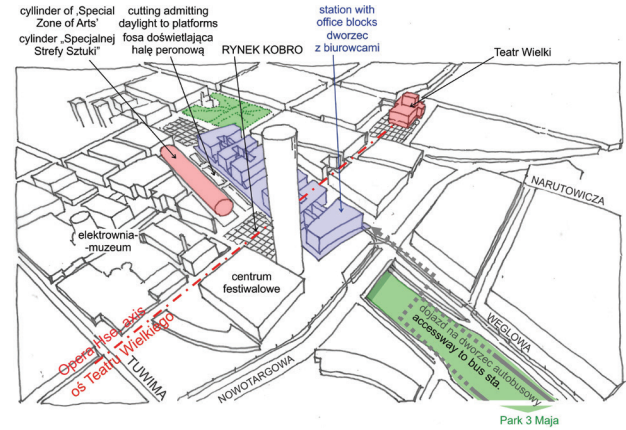 cyllinder of ‚Special
Zone of Arts’
cylinder „Specjalnej
Strefy Sztuki”
cutting admitting
daylight to platforms
fosa doświetlająca
halę peronową
RYNEK KOBRO
station with
office blocks
dworzec
z biurowcami
Teatr Wielki
NARUTOWICZA
elektrownia-
-muzeum
centrum
festiwalowe
Opera Hse. axis
oś Teatru Wielkiego
TUWIMA
NOWOTARGOWA
WĘGLOWA
dojazd na dworzec autobusowy
accessway to bus sta.
Park 3 Maja